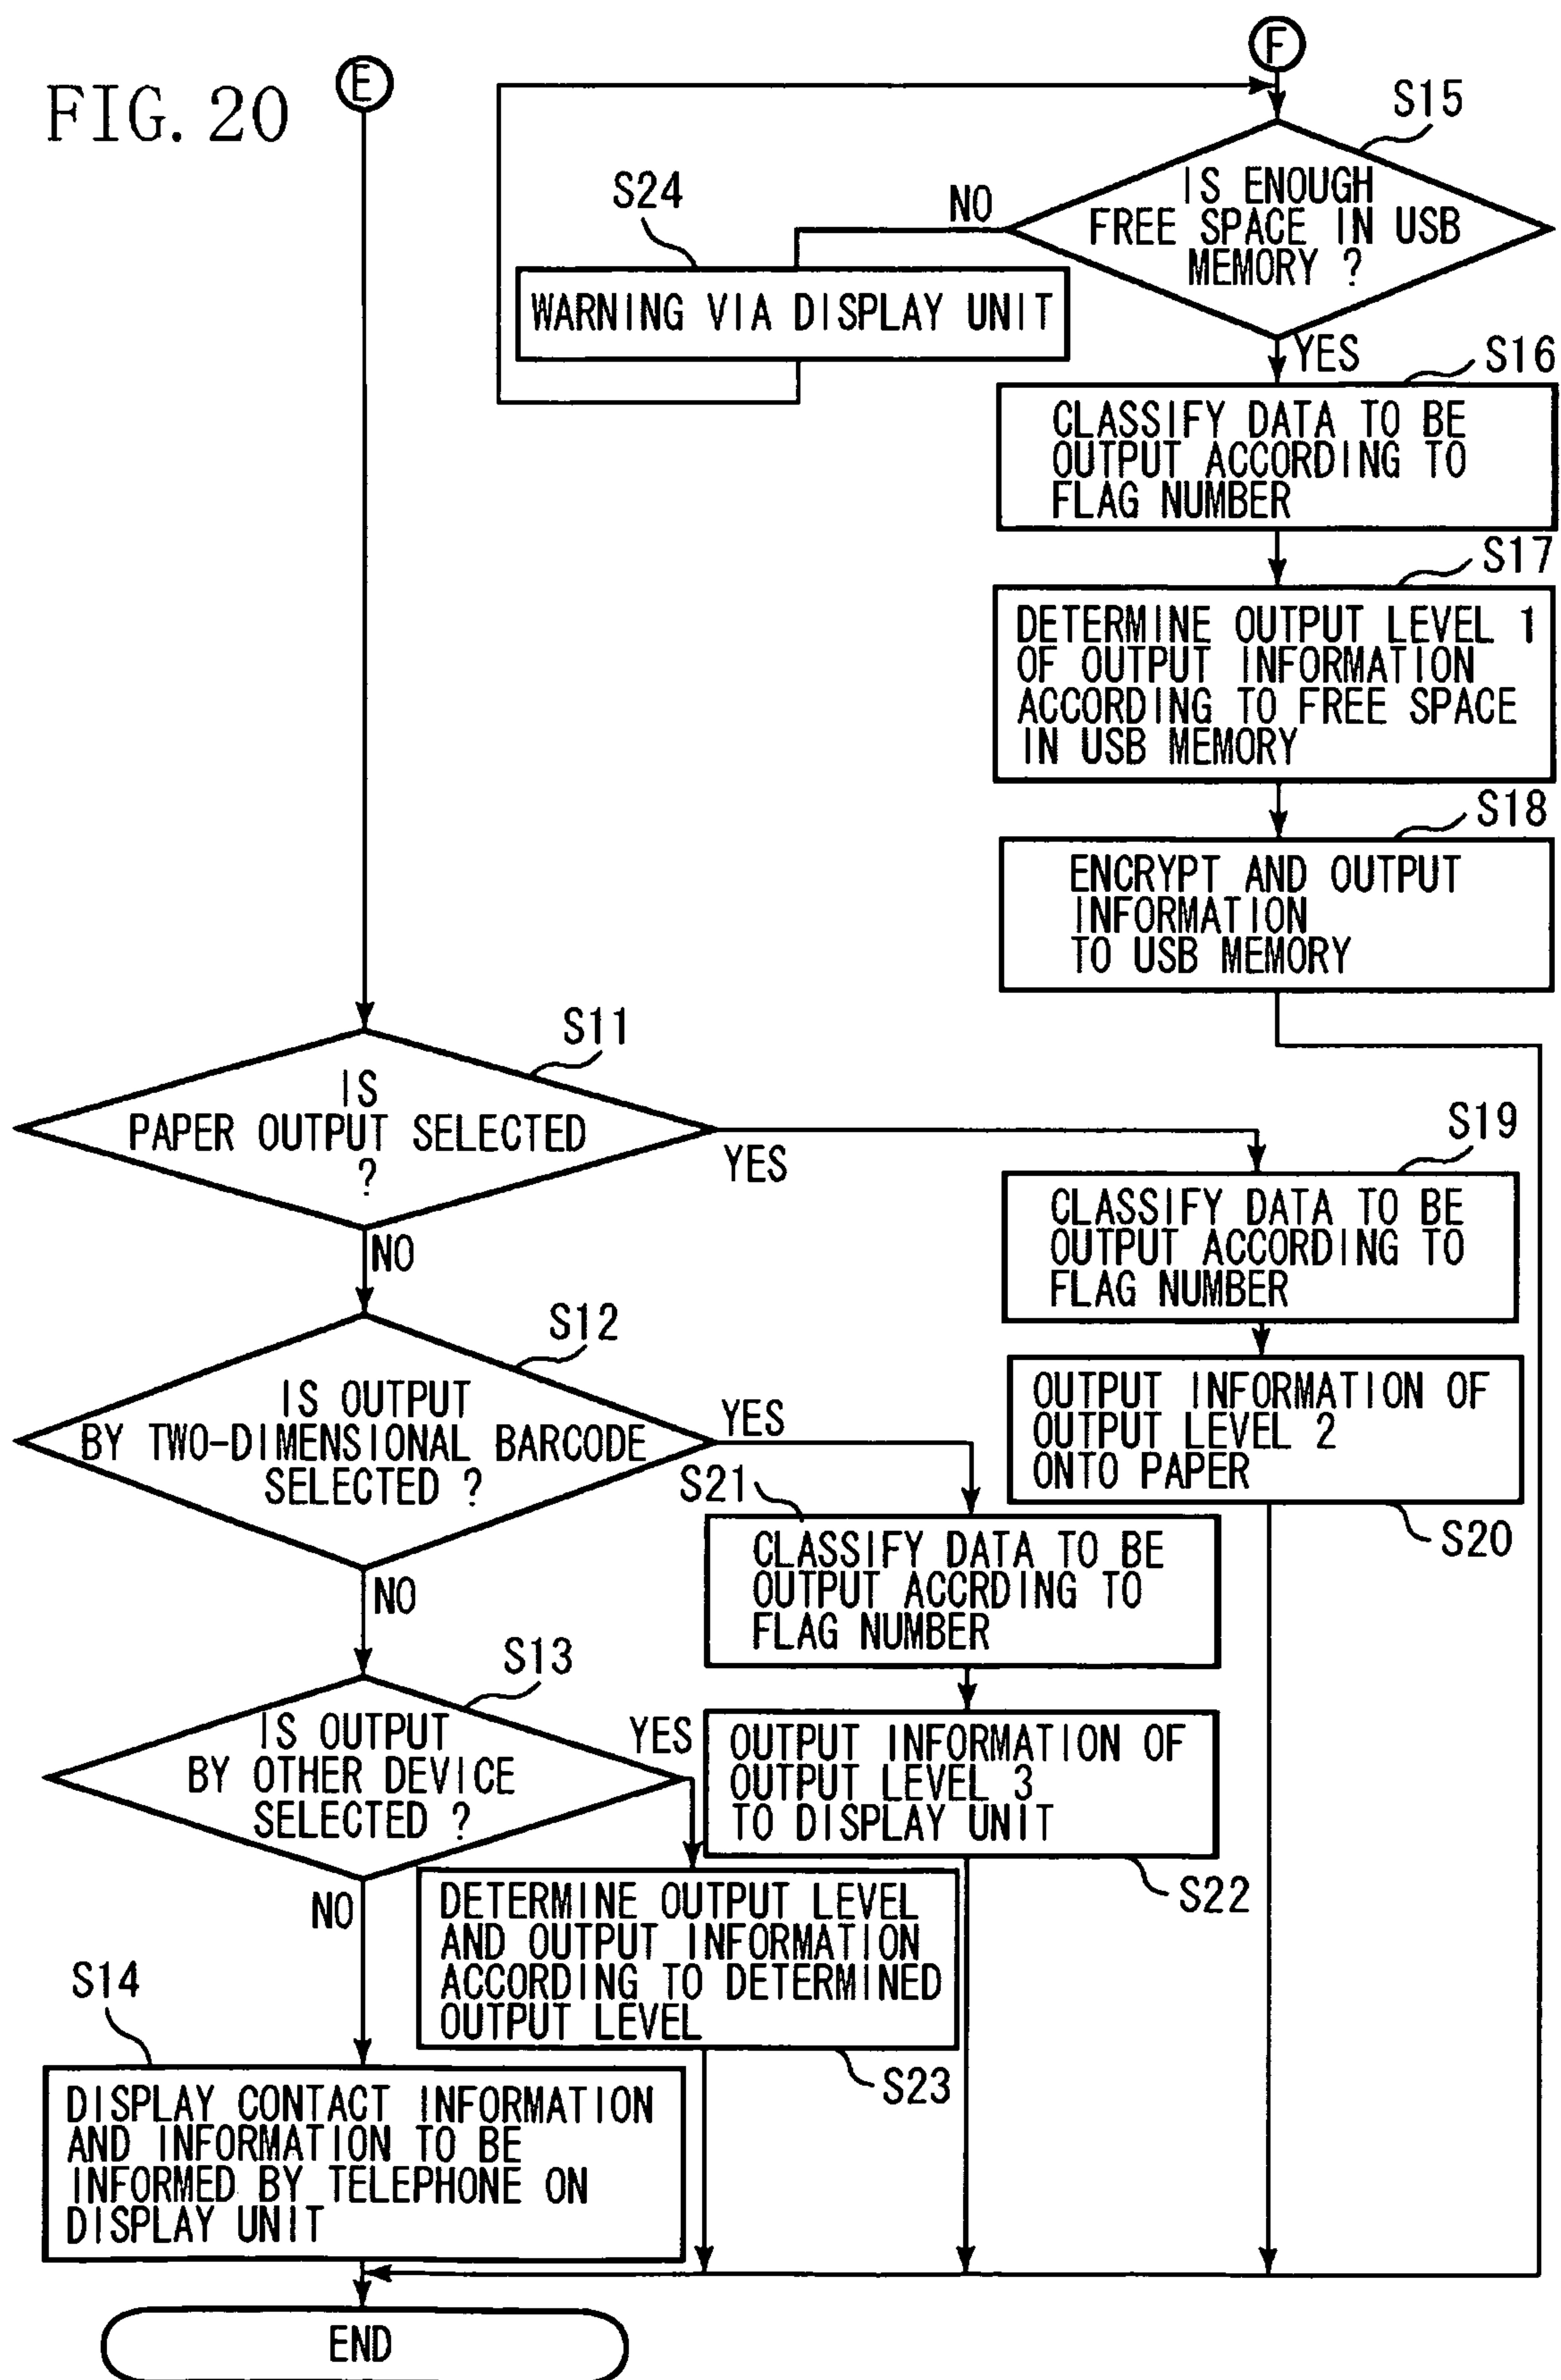 FIG. 20
E
F
S15
IS ENOUGH
FREE SPACE IN USB
MEMORY ?
NO
YES
S24
WARNING VIA DISPLAY UNIT
S16
CLASSIFY DATA TO BE
OUTPUT ACCORDING TO
FLAG NUMBER
S17
DETERMINE OUTPUT LEVEL 1
OF OUTPUT INFORMATION
ACCORDING TO FREE SPACE
IN USB MEMORY
S18
ENCRYPT AND OUTPUT
INFORMATION
TO USB MEMORY
S11
IS
PAPER OUTPUT SELECTED
?
YES
NO
S19
CLASSIFY DATA TO BE
OUTPUT ACCORDING TO
FLAG NUMBER
OUTPUT INFORMATION OF
OUTPUT LEVEL 2
ONTO PAPER
S20
S12
IS OUTPUT
BY TWO-DIMENSIONAL BARCODE
SELECTED ?
YES
NO
S21
CLASSIFY DATA TO BE
OUTPUT ACCRDING TO
FLAG NUMBER
OUTPUT INFORMATION OF
OUTPUT LEVEL 3
TO DISPLAY UNIT
S22
S13
IS OUTPUT
BY OTHER DEVICE
SELECTED ?
YES
NO
DETERMINE OUTPUT LEVEL
AND OUTPUT INFORMATION
ACCORDING TO DETERMINED
OUTPUT LEVEL
S23
S14
DISPLAY CONTACT INFORMATION
AND INFORMATION TO BE
INFORMED BY TELEPHONE ON
DISPLAY UNIT
END